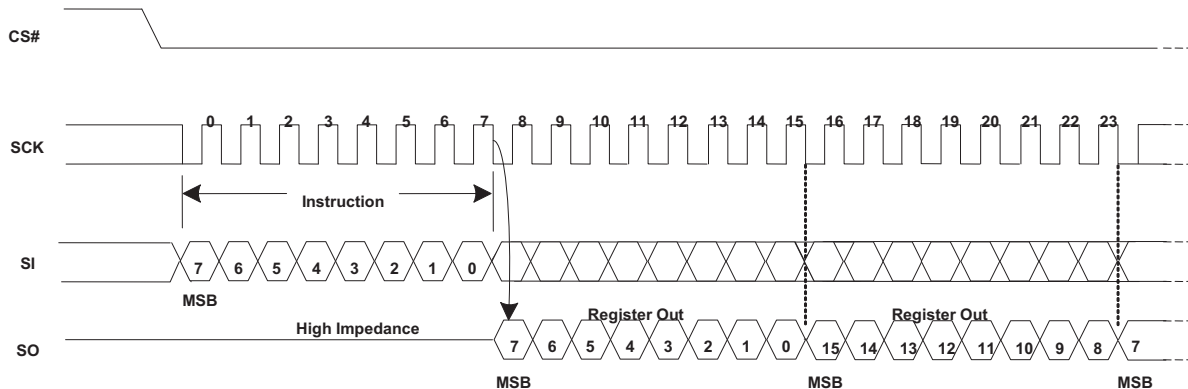 CS#
SCK
0 1 2 3 4 5 6 7 8 9 10 11 12 13 14 15 16 17 18 19 20 21 22 23
Instruction
SI
7 6 5 4 3 2 1 0
MSB
High Impedance
Register Out
Register Out
SO
7 6 5 4 3 2 1 0 15 14 13 12 11 10 9 8 7
MSB
MSB
MSB